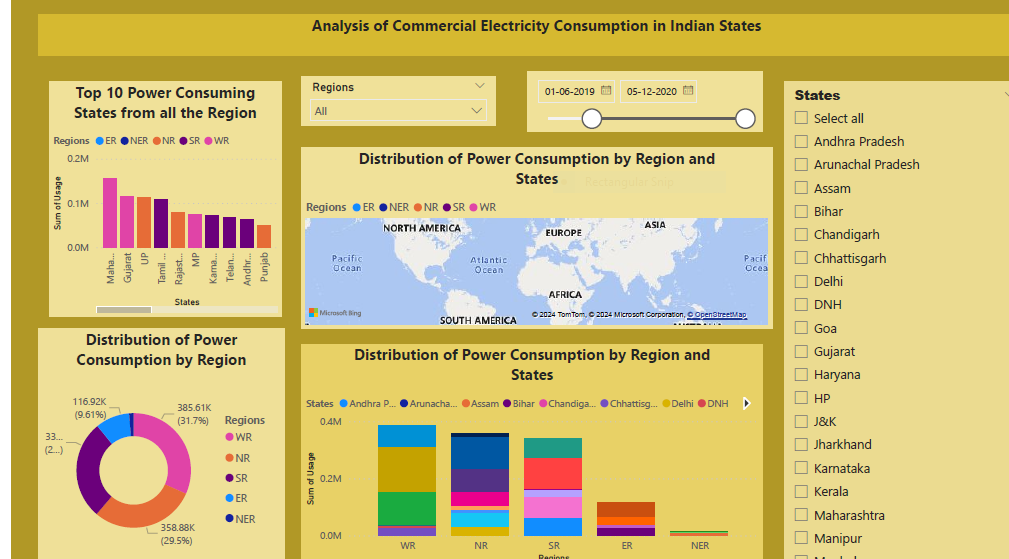 Analysis of Commercial Electricity Consumption in Indian States
Top 10 Power Consuming
States from all the Region
Regions ER NER NR SR WR
0.2M
0.1M
0.0M
Sum of Usage
Maha...
Gujarat
UP
Tamil ...
Rajast...
MP
Karna...
Telan...
Andhr...
Punjab
States
Regions
All
01-06-2019
05-12-2020
Distribution of Power Consumption by Region and
States
Regions ER NER NR SR WR
NORTH AMERICA
EUROPE
ASIA
Pacific
Ocean
Atlantic
Ocean
Pacif
Ocea
AFRICA
SOUTH AMERICA
Microsoft Bing
© 2024 TomTom, © 2024 Microsoft Corporation, © OpenStreetMap
Distribution of Power
Consumption by Region
116.92K
(9.61%)
385.61K
(31.7%)
33...
(2...)
358.88K
(29.5%)
Regions
WR
NR
SR
ER
NER
Distribution of Power Consumption by Region and
States
States Andhra P... Arunacha... Assam Bihar Chandiga... Chhattisg... Delhi DNH
0.4M
0.2M
0.0M
Sum of Usage
WR
NR
SR
ER
NER
Regions
States
Select all
Andhra Pradesh
Arunachal Pradesh
Assam
Bihar
Chandigarh
Chhattisgarh
Delhi
DNH
Goa
Gujarat
Haryana
HP
J&K
Jharkhand
Karnataka
Kerala
Maharashtra
Manipur